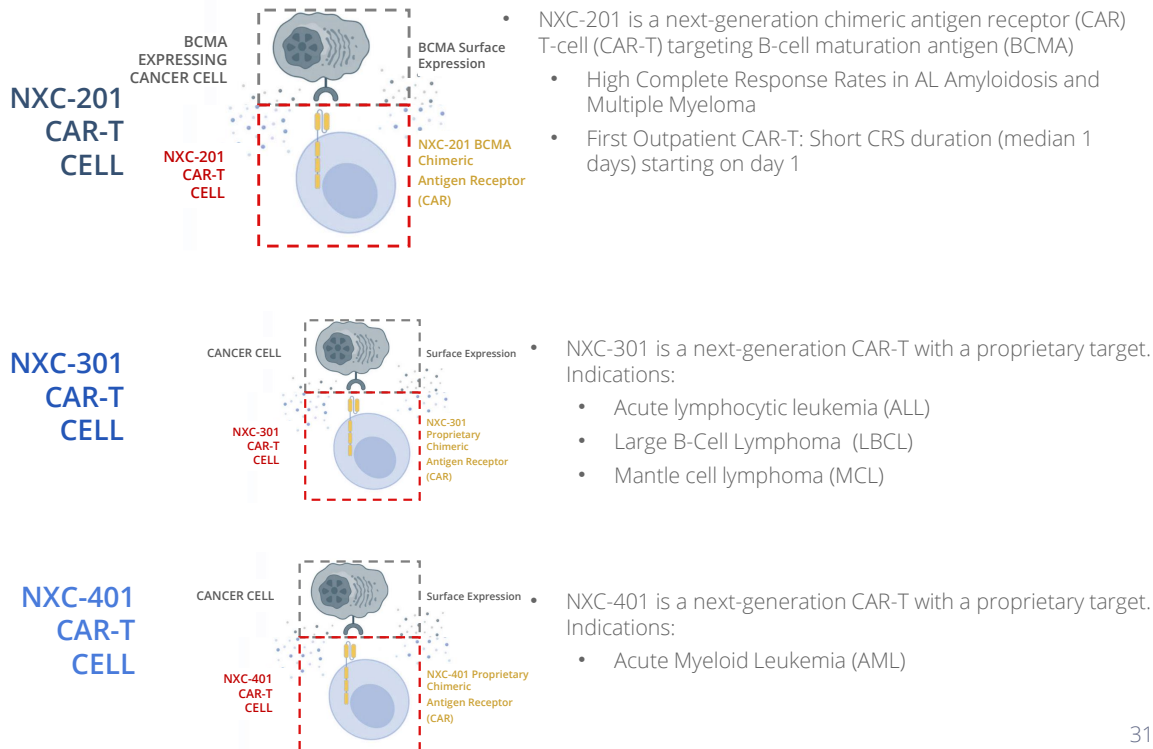 NXC-201
CAR-T
CELL
BCMA
EXPRESSING
CANCER CELL
BCMA Surface
Expression
NXC-201
CAR-T
CELL
NXC-201 BCMA
Chimeric
Antigen Receptor
(CAR)
• NXC-201 is a next-generation chimeric antigen receptor (CAR)
T-cell (CAR-T) targeting B-cell maturation antigen (BCMA)
• High Complete Response Rates in AL Amyloidosis and
Multiple Myeloma
• First Outpatient CAR-T: Short CRS duration (median 1
days) starting on day 1
NXC-301
CAR-T
CELL
CANCER CELL
Surface Expression
NXC-301
CAR-T
CELL
NXC-301
Proprietary
Chimeric
Antigen Receptor
(CAR)
• NXC-301 is a next-generation CAR-T with a proprietary target.
Indications:
• Acute lymphocytic leukemia (ALL)
• Large B-Cell Lymphoma (LBCL)
• Mantle cell lymphoma (MCL)
NXC-401
CAR-T
CELL
CANCER CELL
Surface Expression
NXC-401
CAR-T
CELL
NXC-401 Proprietary
Chimeric
Antigen Receptor
(CAR)
• NXC-401 is a next-generation CAR-T with a proprietary target.
Indications:
• Acute Myeloid Leukemia (AML)
31